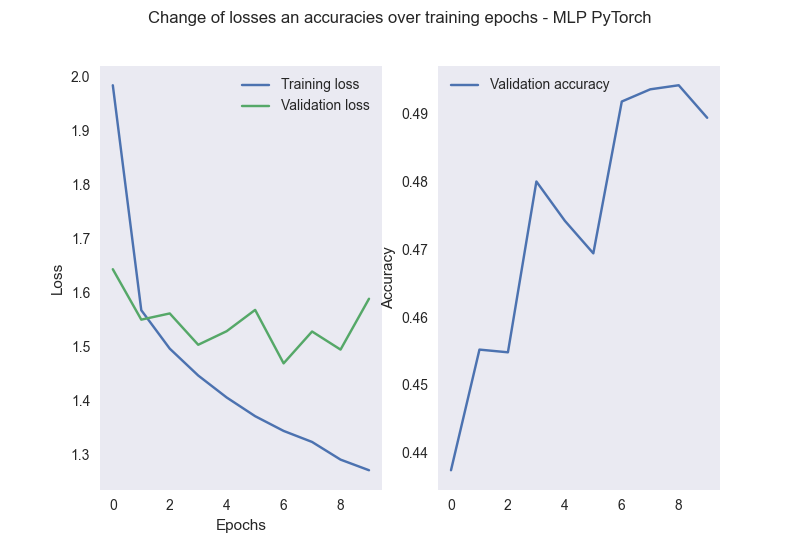 Change of losses an accuracies over training epochs - MLP PyTorch
Training loss
Validation loss
2.0
1.9
1.8
1.7
1.6
1.5
1.4
1.3
Loss
0 2 4 6 8
Epochs
Validation accuracy
0.49
0.48
0.47
0.46
0.45
0.44
Accuracy
0 2 4 6 8